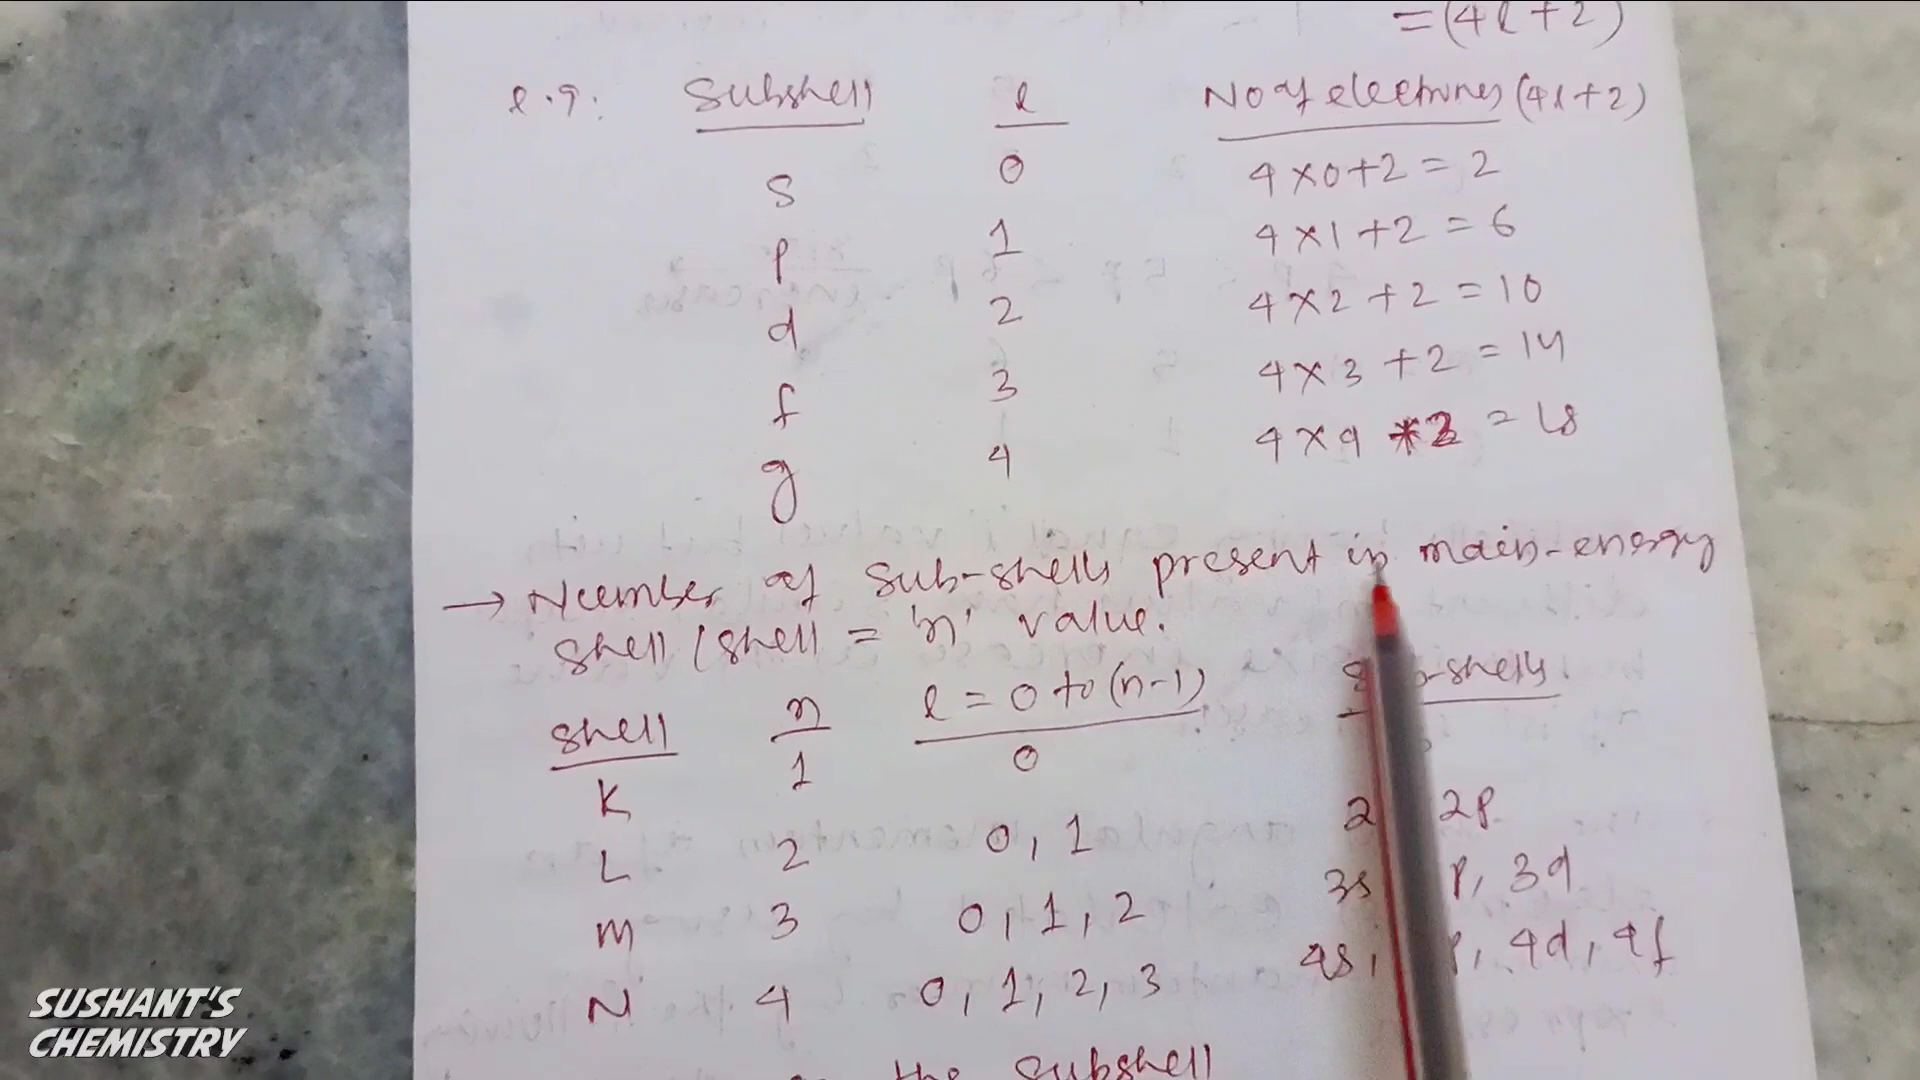 = (4l+2)
e.g: Subshell l No of electrones (4l+2)
s 0 4×0+2 = 2
p 1 4×1+2 = 6
d 2 4×2+2 = 10
f 3 4×3+2 = 14
g 4 4×4 +2 = 18
→ Number of sub-shells present in main-energy
shell (shell = 'n' value.
shell n l = 0 to (n-1) -shells
K 1 0
L 2 0, 1 2 2p
M 3 0, 1, 2 3s p, 3d
N 4 0, 1, 2, 3 4s, p, 4d, 4f
the subshell
SUSHANT'S
CHEMISTRY